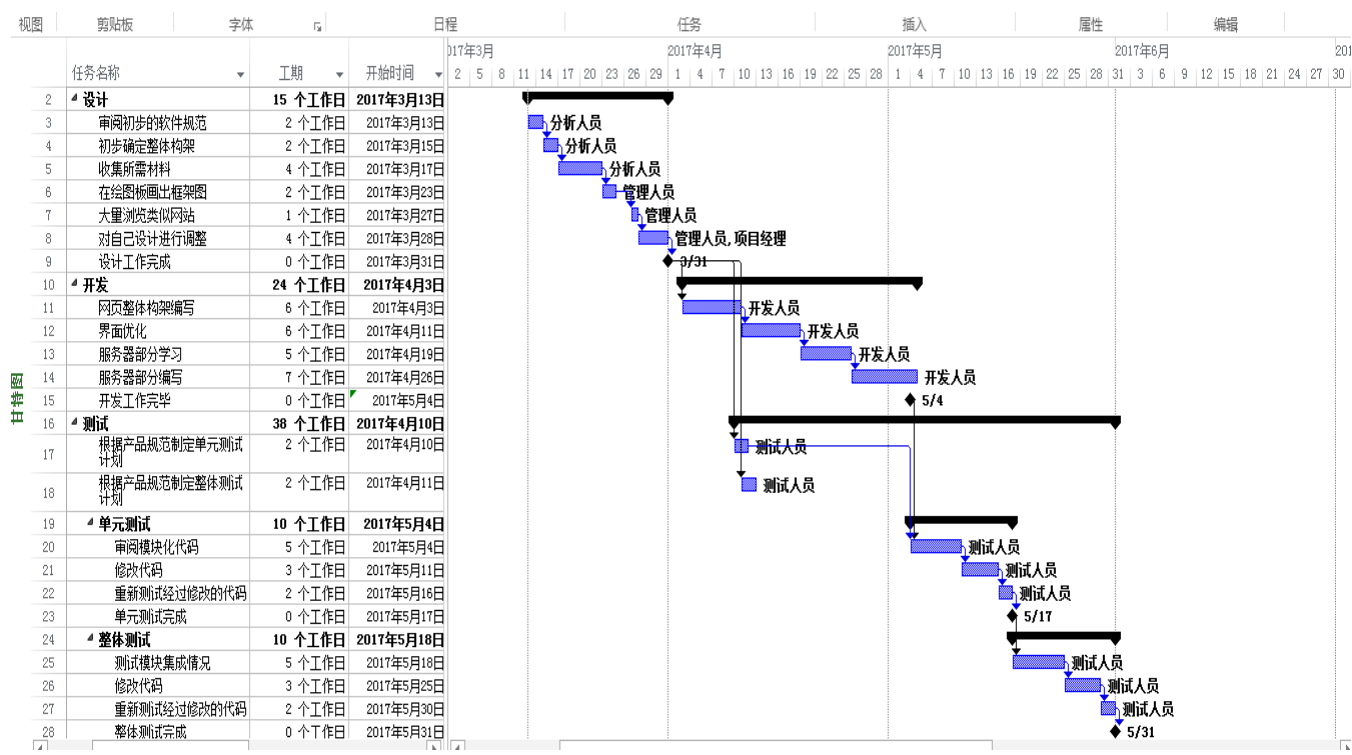 视图 剪贴板 字体 日程 任务 插入 属性 编辑
017年3月 2017年4月 2017年5月 2017年6月 201
任务名称 工期 开始时间 2 5 8 11 14 17 20 23 26 29 1 4 7 10 13 16 19 22 25 28 1 4 7 10 13 16 19 22 25 28 31 3 6 9 12 15 18 21 24 27 30
2 设计 15 个工作日 2017年3月13日
3 审阅初步的软件规范 2 个工作日 2017年3月13日 分析人员
4 初步确定整体构架 2 个工作日 2017年3月15日 分析人员
5 收集所需材料 4 个工作日 2017年3月17日 分析人员
6 在绘图板画出框架图 2 个工作日 2017年3月23日 管理人员
7 大量浏览类似网站 1 个工作日 2017年3月27日 管理人员
8 对自己设计进行调整 4 个工作日 2017年3月28日 管理人员,项目经理
9 设计工作完成 0 个工作日 2017年3月31日 3/31
10 开发 24 个工作日 2017年4月3日
11 网页整体构架编写 6 个工作日 2017年4月3日 开发人员
12 界面优化 6 个工作日 2017年4月11日 开发人员
13 服务器部分学习 5 个工作日 2017年4月19日 开发人员
14 服务器部分编写 7 个工作日 2017年4月26日 开发人员
甘特图
15 开发工作完毕 0 个工作日 2017年5月4日 5/4
16 测试 38 个工作日 2017年4月10日
17 根据产品规范制定单元测试 2 个工作日 2017年4月10日 测试人员
计划
18 根据产品规范制定整体测试 2 个工作日 2017年4月11日 测试人员
计划
19 单元测试 10 个工作日 2017年5月4日
20 审阅模块化代码 5 个工作日 2017年5月4日 测试人员
21 修改代码 3 个工作日 2017年5月11日 测试人员
22 重新测试经过修改的代码 2 个工作日 2017年5月16日 测试人员
23 单元测试完成 0 个工作日 2017年5月17日 5/17
24 整体测试 10 个工作日 2017年5月18日
25 测试模块集成情况 5 个工作日 2017年5月18日 测试人员
26 修改代码 3 个工作日 2017年5月25日 测试人员
27 重新测试经过修改的代码 2 个工作日 2017年5月30日 测试人员
28 整体测试完成 0 个工作日 2017年5月31日 5/31